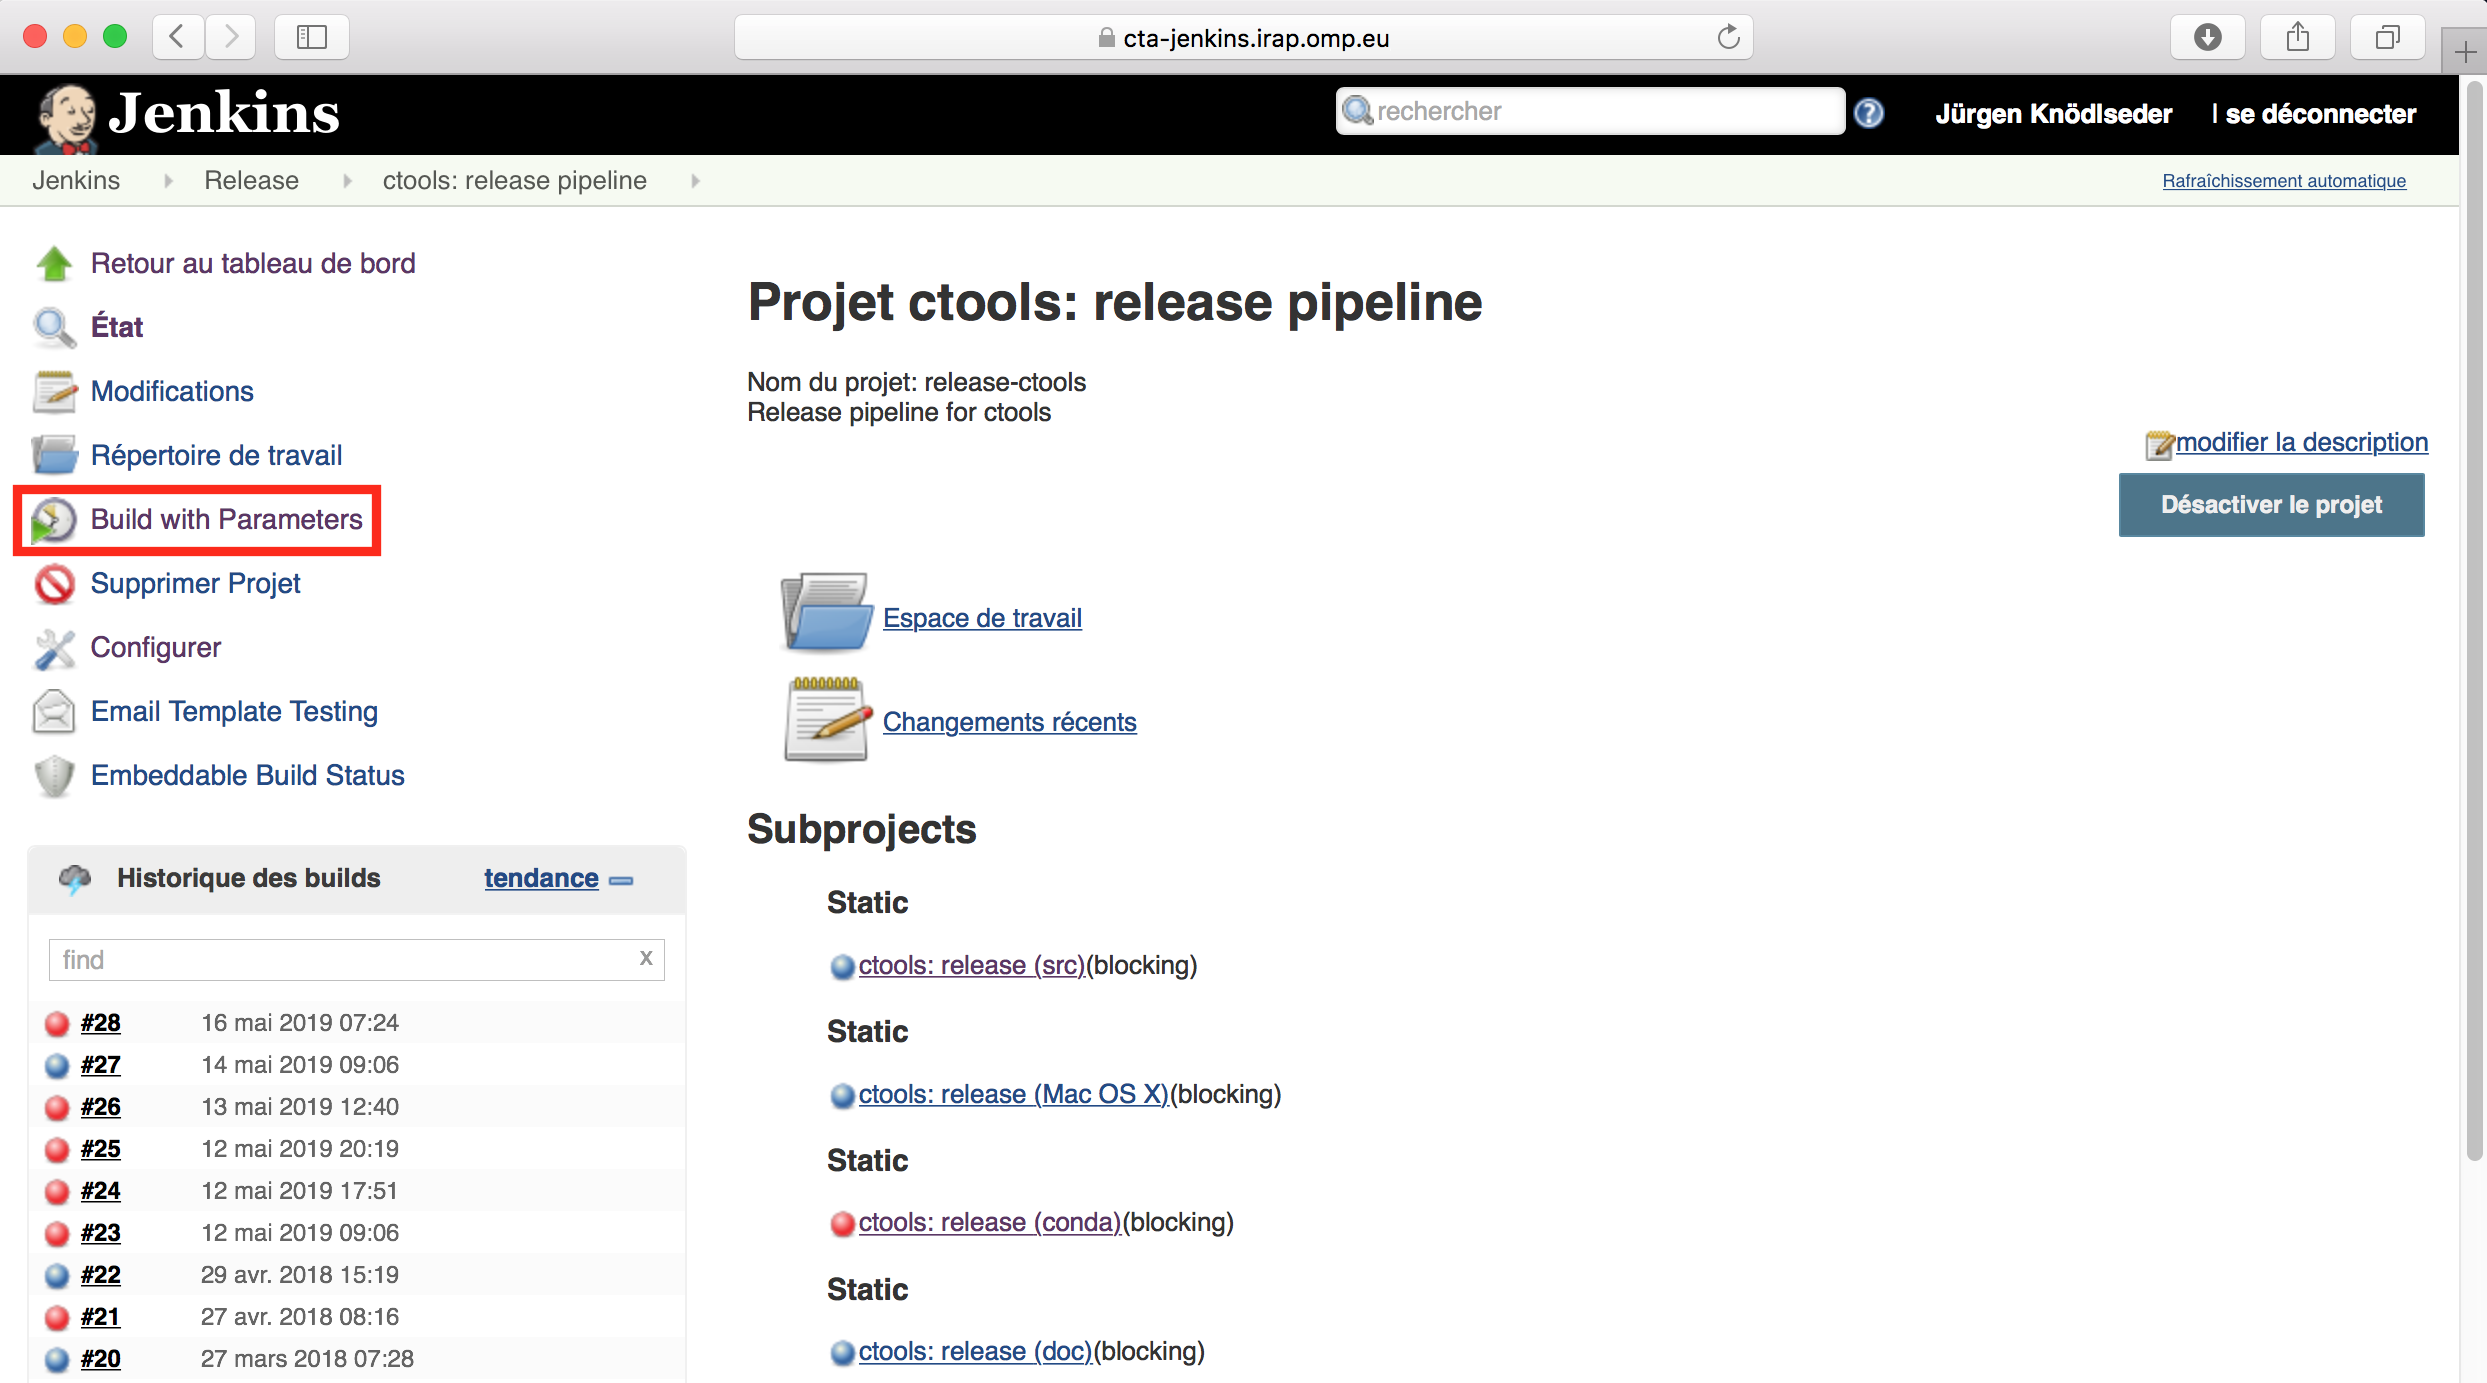 cta-jenkins.irap.omp.eu
Jenkins
rechercher
Jürgen Knödlseder
| se déconnecter
Jenkins
Release
ctools: release pipeline
Rafraîchissement automatique
Retour au tableau de bord
État
Modifications
Répertoire de travail
Build with Parameters
Supprimer Projet
Configurer
Email Template Testing
Embeddable Build Status
Historique des builds
tendance
find
x
#28 16 mai 2019 07:24
#27 14 mai 2019 09:06
#26 13 mai 2019 12:40
#25 12 mai 2019 20:19
#24 12 mai 2019 17:51
#23 12 mai 2019 09:06
#22 29 avr. 2018 15:19
#21 27 avr. 2018 08:16
#20 27 mars 2018 07:28
Projet ctools: release pipeline
Nom du projet: release-ctools
Release pipeline for ctools
modifier la description
Désactiver le projet
Espace de travail
Changements récents
Subprojects
Static
ctools: release (src)(blocking)
Static
ctools: release (Mac OS X)(blocking)
Static
ctools: release (conda)(blocking)
Static
ctools: release (doc)(blocking)